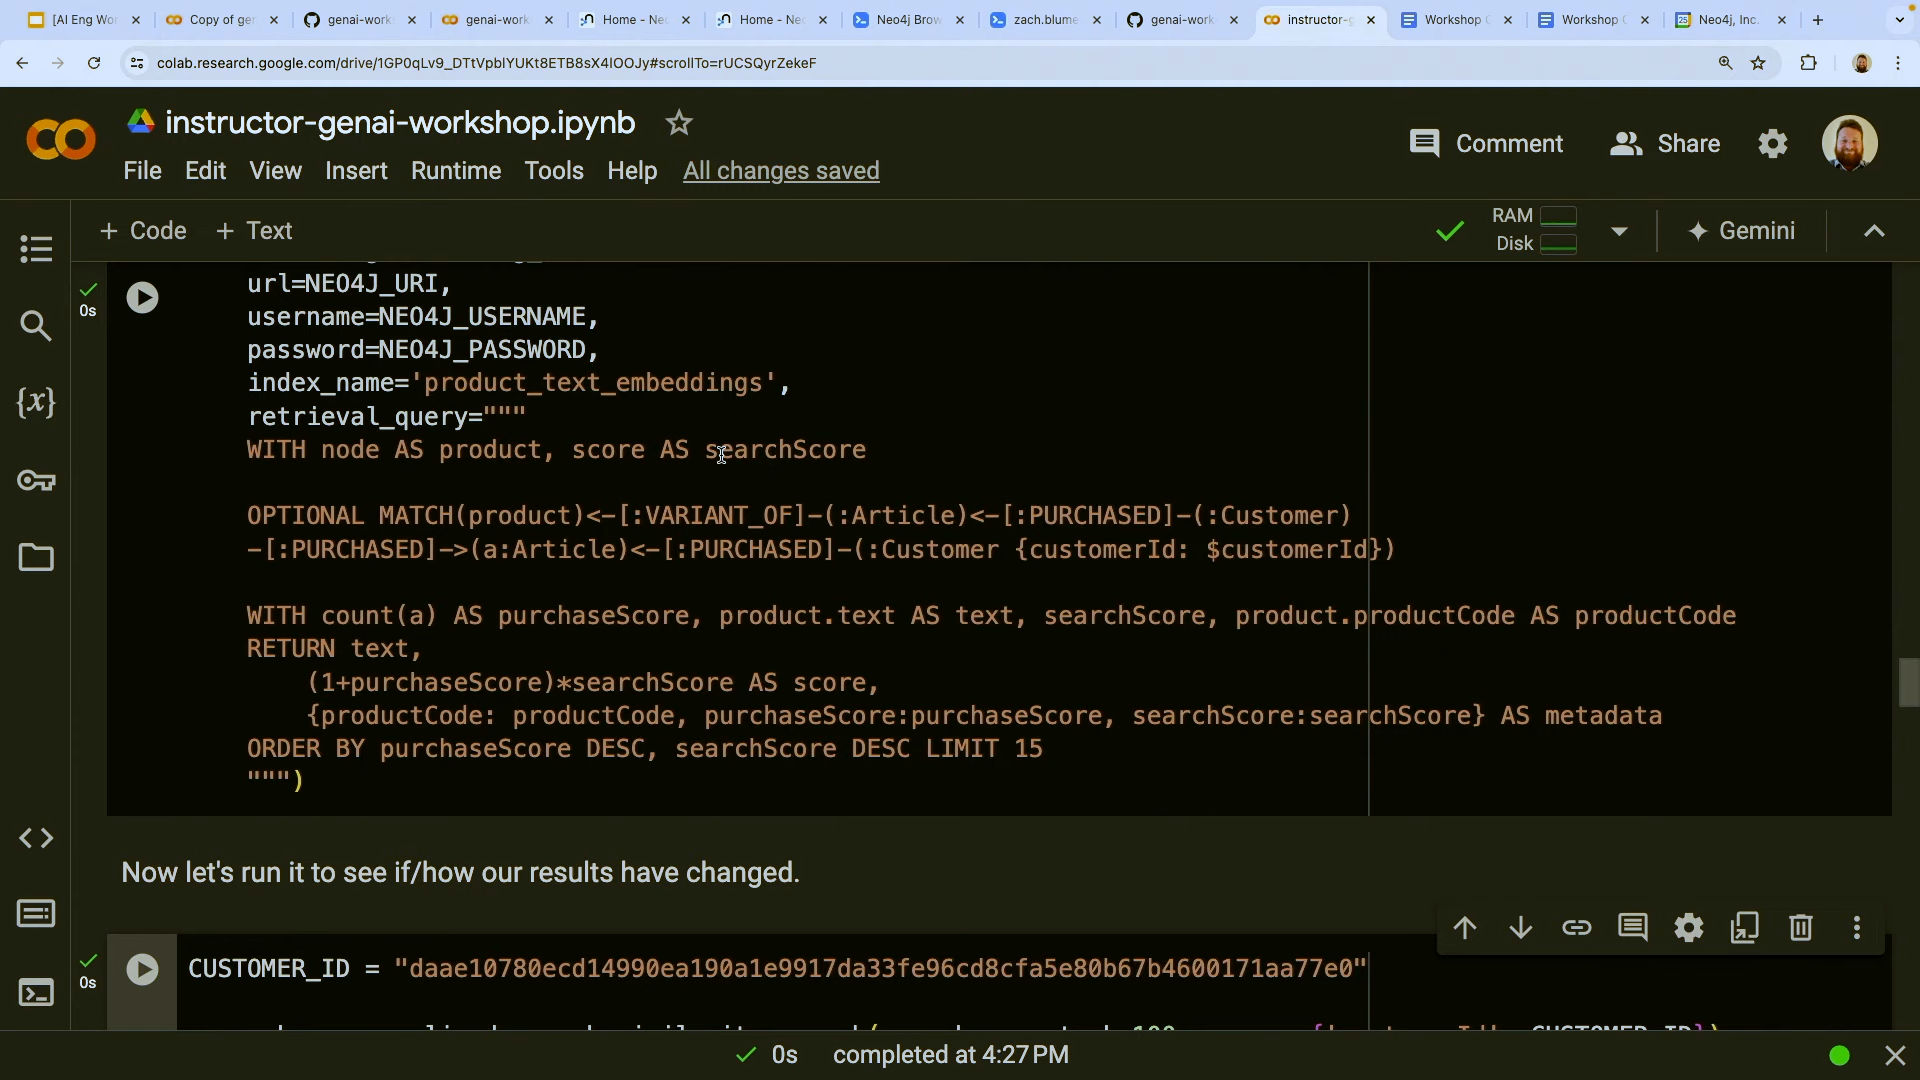 [AI Eng Wo
Copy of ge
genai-work
genai-work
Home - Ne
Home - Neo
Neo4j Brow
zach.blume
genai-work
instructor-g
Workshop
Workshop
Neo4j, Inc.
colab.research.google.com/drive/1GP0qLv9_DTtVpbIYUKt8ETB8sX4IOOJy#scrollTo=rUCSQyrZekeF
instructor-genai-workshop.ipynb
Comment
Share
File Edit View Insert Runtime Tools Help All changes saved
+ Code + Text
RAM
Disk
Gemini
0s
url=NEO4J_URI,
username=NEO4J_USERNAME,
password=NEO4J_PASSWORD,
index_name='product_text_embeddings',
retrieval_query="""
WITH node AS product, score AS searchScore
OPTIONAL MATCH(product)<-[:VARIANT_OF]-(:Article)<-[:PURCHASED]-(:Customer)
-[:PURCHASED]->(a:Article)<-[:PURCHASED]-(:Customer {customerId: $customerId})
WITH count(a) AS purchaseScore, product.text AS text, searchScore, product.productCode AS productCode
RETURN text,
(1+purchaseScore)*searchScore AS score,
{productCode: productCode, purchaseScore:purchaseScore, searchScore:searchScore} AS metadata
ORDER BY purchaseScore DESC, searchScore DESC LIMIT 15
""")
Now let's run it to see if/how our results have changed.
0s
CUSTOMER_ID = "daae10780ecd14990ea190a1e9917da33fe96cd8cfa5e80b67b4600171aa77e0"
0s completed at 4:27 PM